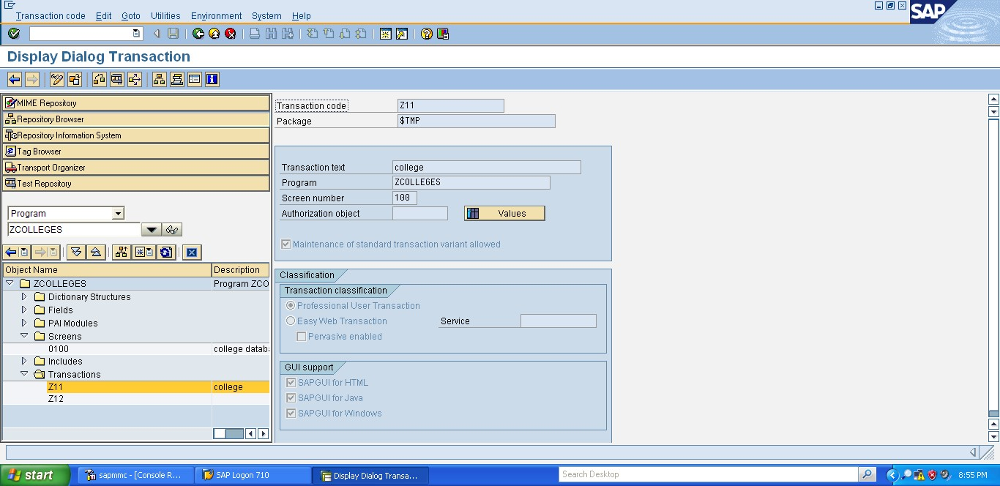 Transaction code Edit Goto Utilities Environment System Help
SAP
Display Dialog Transaction
MIME Repository
Repository Browser
Repository Information System
Tag Browser
Transport Organizer
Test Repository
Program
ZCOLLEGES
Object Name Description
ZCOLLEGES Program ZCO
Dictionary Structures
Fields
PAI Modules
Screens
0100 college datab
Includes
Transactions
Z11 college
Z12
Transaction code Z11
Package $TMP
Transaction text college
Program ZCOLLEGES
Screen number 100
Authorization object Values
Maintenance of standard transaction variant allowed
Classification
Transaction classification
Professional User Transaction
Easy Web Transaction Service
Pervasive enabled
GUI support
SAPGUI for HTML
SAPGUI for Java
SAPGUI for Windows
start sapmmc - [Console R... SAP Logon 710 Display Dialog Transa... Search Desktop 8:55 PM